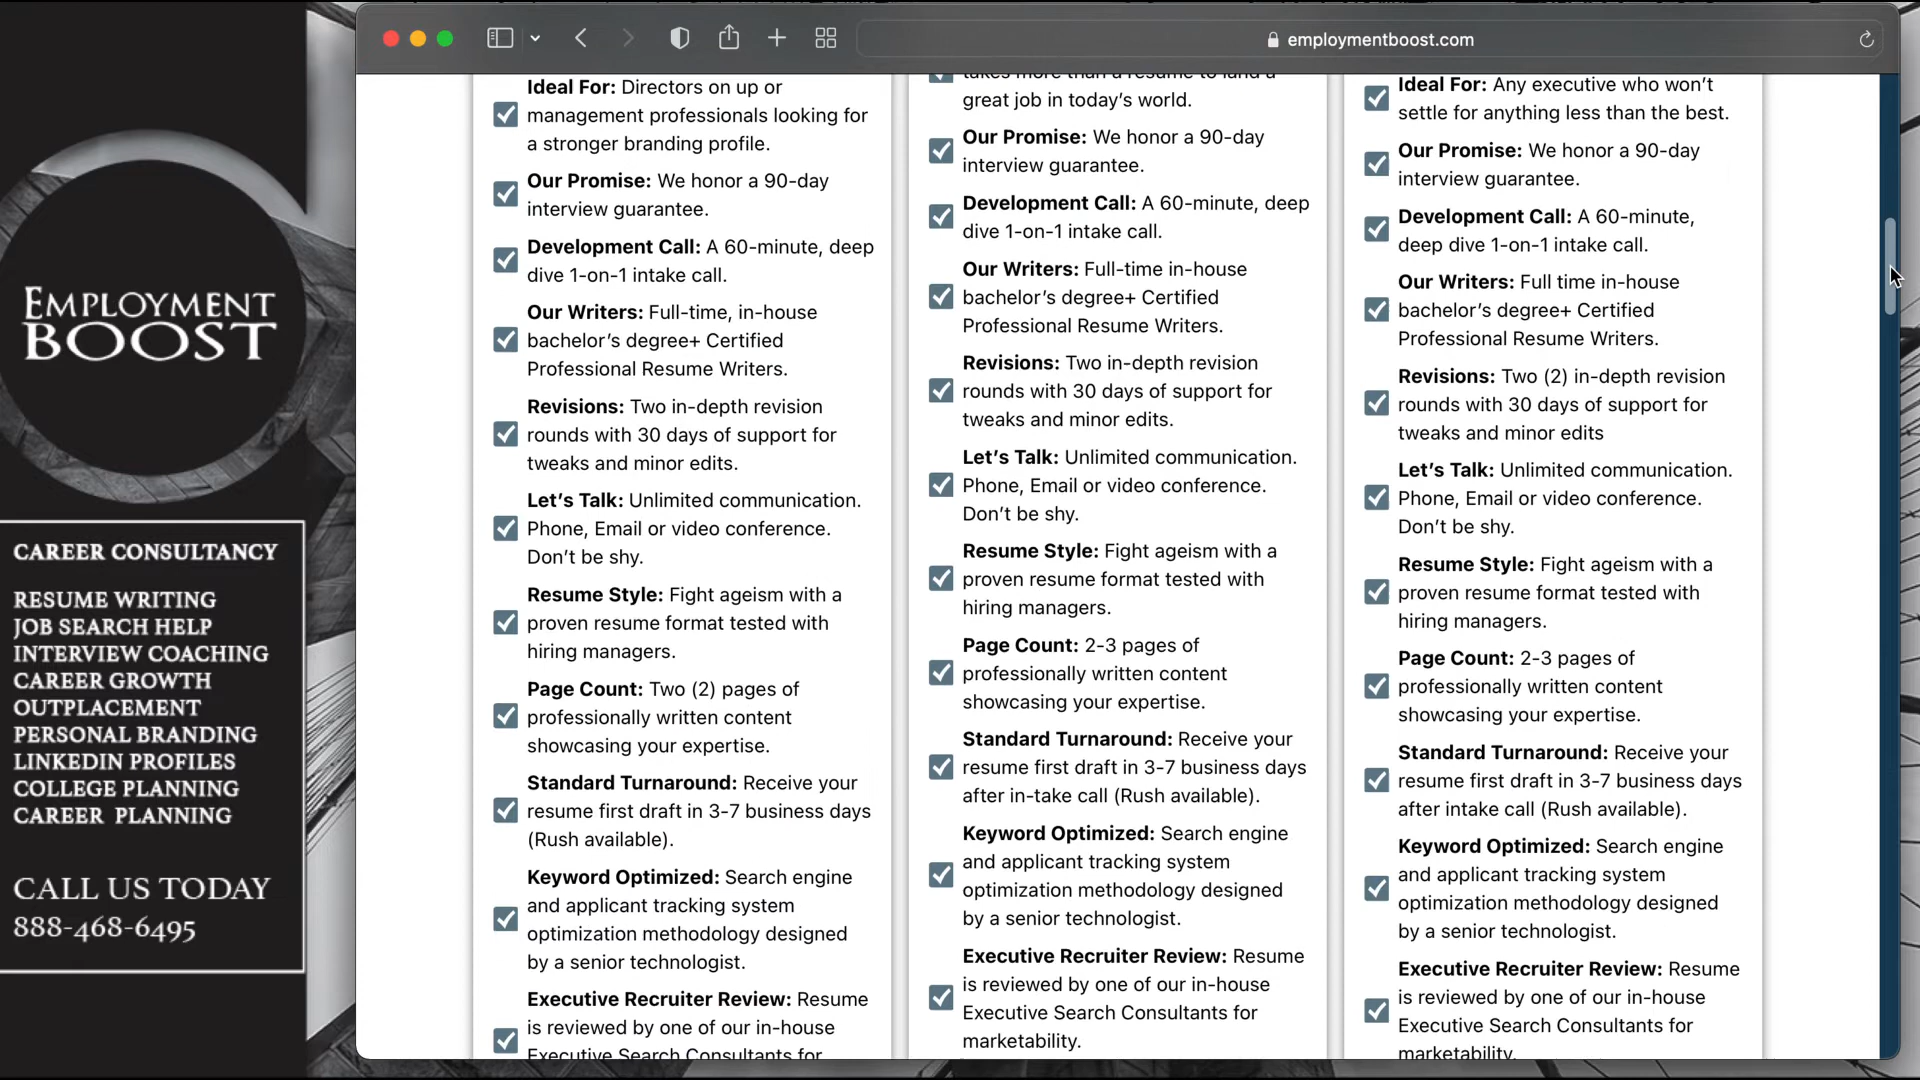 employmentboost.com
EMPLOYMENT
BOOST
CAREER CONSULTANCY
RESUME WRITING
JOB SEARCH HELP
INTERVIEW COACHING
CAREER GROWTH
OUTPLACEMENT
PERSONAL BRANDING
LINKEDIN PROFILES
COLLEGE PLANNING
CAREER PLANNING
CALL US TODAY
888-468-6495
Ideal For: Directors on up or
management professionals looking for
a stronger branding profile.
Our Promise: We honor a 90-day
interview guarantee.
Development Call: A 60-minute, deep
dive 1-on-1 intake call.
Our Writers: Full-time, in-house
bachelor’s degree+ Certified
Professional Resume Writers.
Revisions: Two in-depth revision
rounds with 30 days of support for
tweaks and minor edits.
Let’s Talk: Unlimited communication.
Phone, Email or video conference.
Don’t be shy.
Resume Style: Fight ageism with a
proven resume format tested with
hiring managers.
Page Count: Two (2) pages of
professionally written content
showcasing your expertise.
Standard Turnaround: Receive your
resume first draft in 3-7 business days
(Rush available).
Keyword Optimized: Search engine
and applicant tracking system
optimization methodology designed
by a senior technologist.
Executive Recruiter Review: Resume
is reviewed by one of our in-house
Executive Search Consultants for
takes more than a resume to land a
great job in today’s world.
Our Promise: We honor a 90-day
interview guarantee.
Development Call: A 60-minute, deep
dive 1-on-1 intake call.
Our Writers: Full-time in-house
bachelor’s degree+ Certified
Professional Resume Writers.
Revisions: Two in-depth revision
rounds with 30 days of support for
tweaks and minor edits.
Let’s Talk: Unlimited communication.
Phone, Email or video conference.
Don’t be shy.
Resume Style: Fight ageism with a
proven resume format tested with
hiring managers.
Page Count: 2-3 pages of
professionally written content
showcasing your expertise.
Standard Turnaround: Receive your
resume first draft in 3-7 business days
after in-take call (Rush available).
Keyword Optimized: Search engine
and applicant tracking system
optimization methodology designed
by a senior technologist.
Executive Recruiter Review: Resume
is reviewed by one of our in-house
Executive Search Consultants for
marketability.
Ideal For: Any executive who won’t
settle for anything less than the best.
Our Promise: We honor a 90-day
interview guarantee.
Development Call: A 60-minute,
deep dive 1-on-1 intake call.
Our Writers: Full time in-house
bachelor’s degree+ Certified
Professional Resume Writers.
Revisions: Two (2) in-depth revision
rounds with 30 days of support for
tweaks and minor edits
Let’s Talk: Unlimited communication.
Phone, Email or video conference.
Don’t be shy.
Resume Style: Fight ageism with a
proven resume format tested with
hiring managers.
Page Count: 2-3 pages of
professionally written content
showcasing your expertise.
Standard Turnaround: Receive your
resume first draft in 3-7 business days
after intake call (Rush available).
Keyword Optimized: Search engine
and applicant tracking system
optimization methodology designed
by a senior technologist.
Executive Recruiter Review: Resume
is reviewed by one of our in-house
Executive Search Consultants for
marketability.